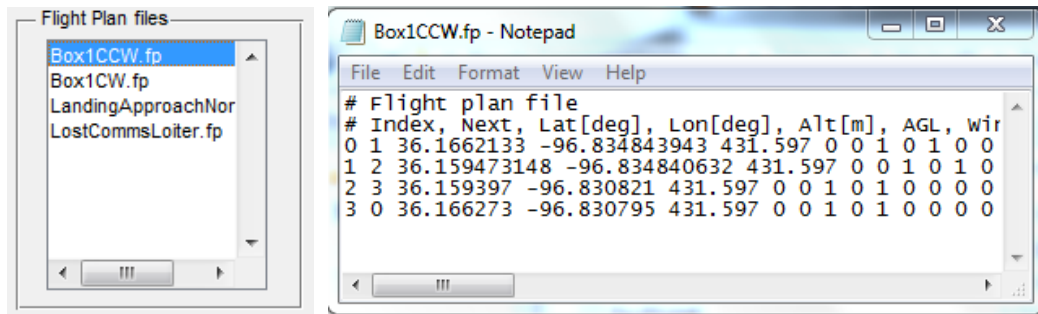 Flight Plan files
Box1CCW.fp
Box1CW.fp
LandingApproachNor
LostCommsLoiter.fp
Box1CCW.fp - Notepad
File Edit Format View Help
# Flight plan file
# Index, Next, Lat[deg], Lon[deg], Alt[m], AGL, Wir
0 1 36.1662133 -96.834843943 431.597 0 0 1 0 1 0 0
1 2 36.159473148 -96.834840632 431.597 0 0 1 0 1 0
2 3 36.159397 -96.830821 431.597 0 0 1 0 1 0 0 0 0
3 0 36.166273 -96.830795 431.597 0 0 1 0 1 0 0 0 0